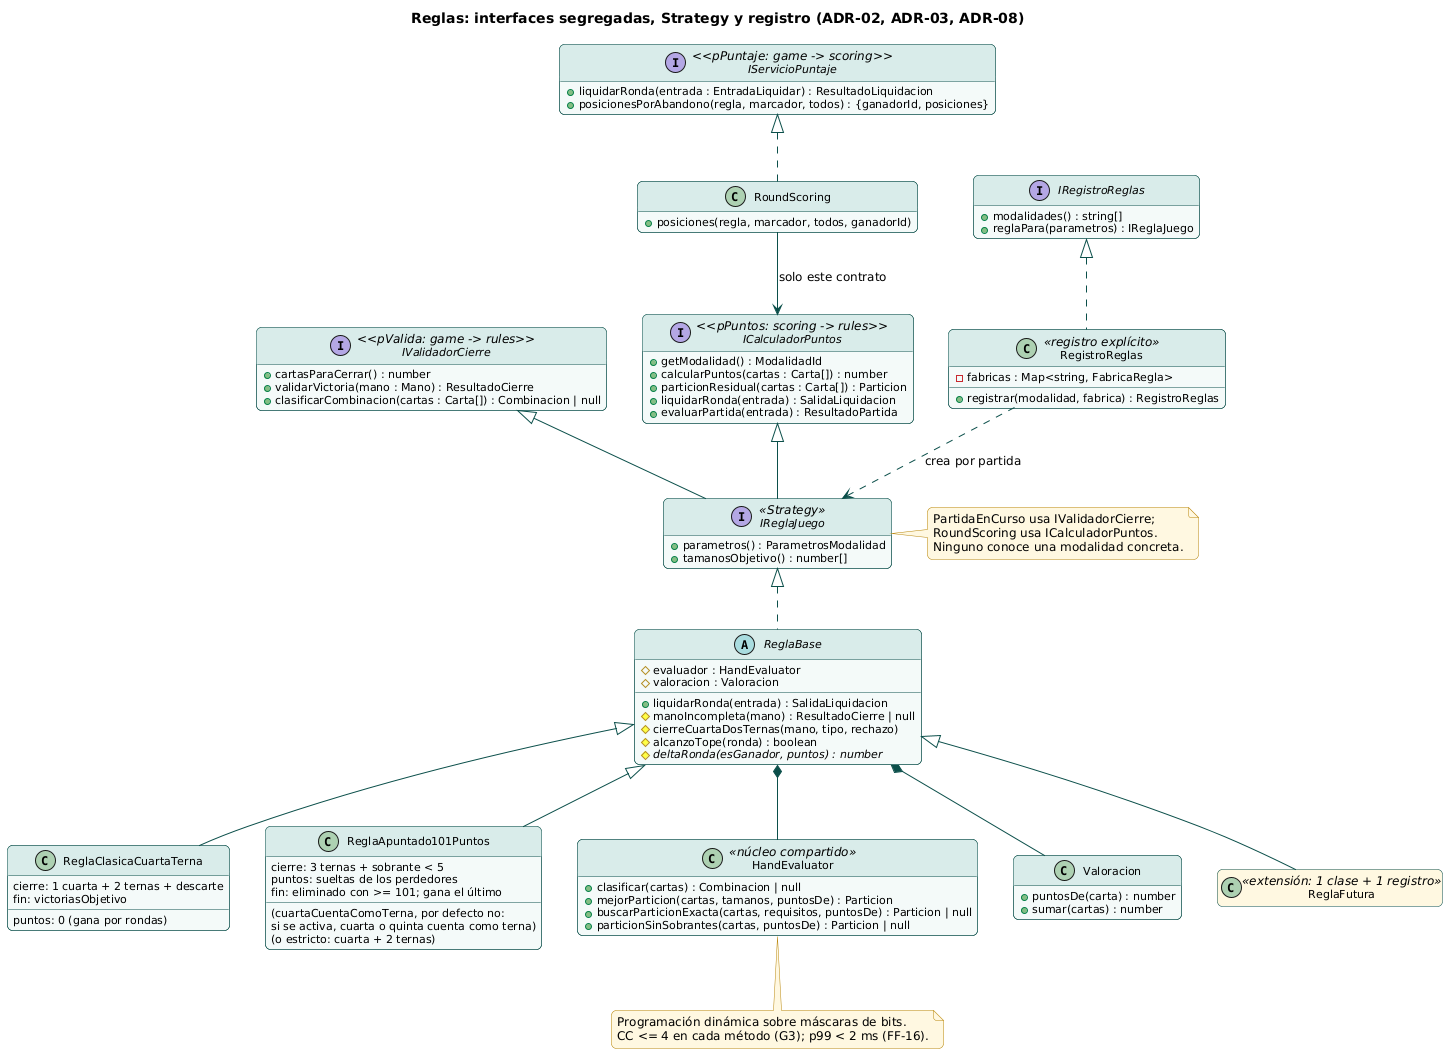 Reglas: interfaces segregadas, Strategy y registro (ADR-02, ADR-03, ADR-08)
I
<<pPuntaje: game -> scoring>>
IServicioPuntaje
liquidarRonda(entrada : EntradaLiquidar) : ResultadoLiquidacion
posicionesPorAbandono(regla, marcador, todos) : {ganadorId, posiciones}
C
RoundScoring
posiciones(regla, marcador, todos, ganadorId)
I
IRegistroReglas
modalidades() : string[]
reglaPara(parametros) : IReglaJuego
solo este contrato
I
<<pValida: game -> rules>>
IValidadorCierre
cartasParaCerrar() : number
validarVictoria(mano : Mano) : ResultadoCierre
clasificarCombinacion(cartas : Carta[]) : Combinacion | null
I
<<pPuntos: scoring -> rules>>
ICalculadorPuntos
getModalidad() : ModalidadId
calcularPuntos(cartas : Carta[]) : number
particionResidual(cartas : Carta[]) : Particion
liquidarRonda(entrada) : SalidaLiquidacion
evaluarPartida(entrada) : ResultadoPartida
C
«registro explícito»
RegistroReglas
fabricas : Map<string, FabricaRegla>
registrar(modalidad, fabrica) : RegistroReglas
crea por partida
I
«Strategy»
IReglaJuego
parametros() : ParametrosModalidad
tamanosObjetivo() : number[]
PartidaEnCurso usa IValidadorCierre;
RoundScoring usa ICalculadorPuntos.
Ninguno conoce una modalidad concreta.
A
ReglaBase
evaluador : HandEvaluator
valoracion : Valoracion
liquidarRonda(entrada) : SalidaLiquidacion
manoIncompleta(mano) : ResultadoCierre | null
cierreCuartaDosTernas(mano, tipo, rechazo)
alcanzoTope(ronda) : boolean
deltaRonda(esGanador, puntos) : number
C
ReglaClasicaCuartaTerna
cierre: 1 cuarta + 2 ternas + descarte
fin: victoriasObjetivo
puntos: 0 (gana por rondas)
C
ReglaApuntado101Puntos
cierre: 3 ternas + sobrante < 5
puntos: sueltas de los perdedores
fin: eliminado con >= 101; gana el último
(cuartaCuentaComoTerna, por defecto no:
si se activa, cuarta o quinta cuenta como terna)
(o estricto: cuarta + 2 ternas)
C
«núcleo compartido»
HandEvaluator
clasificar(cartas) : Combinacion | null
mejorParticion(cartas, tamanos, puntosDe) : Particion
buscarParticionExacta(cartas, requisitos, puntosDe) : Particion | null
particionSinSobrantes(cartas, puntosDe) : Particion | null
C
Valoracion
puntosDe(carta) : number
sumar(cartas) : number
C
«extensión: 1 clase + 1 registro»
ReglaFutura
Programación dinámica sobre máscaras de bits.
CC <= 4 en cada método (G3); p99 < 2 ms (FF-16).